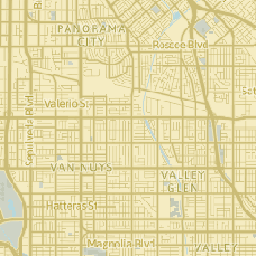 PANORAMA
CITY
Roscoe Blvd
Valerio St
Sepulveda Blvd
VAN NUYS
VALLEY
GLEN
Hatteras St
Magnolia Blvd
VALLEY